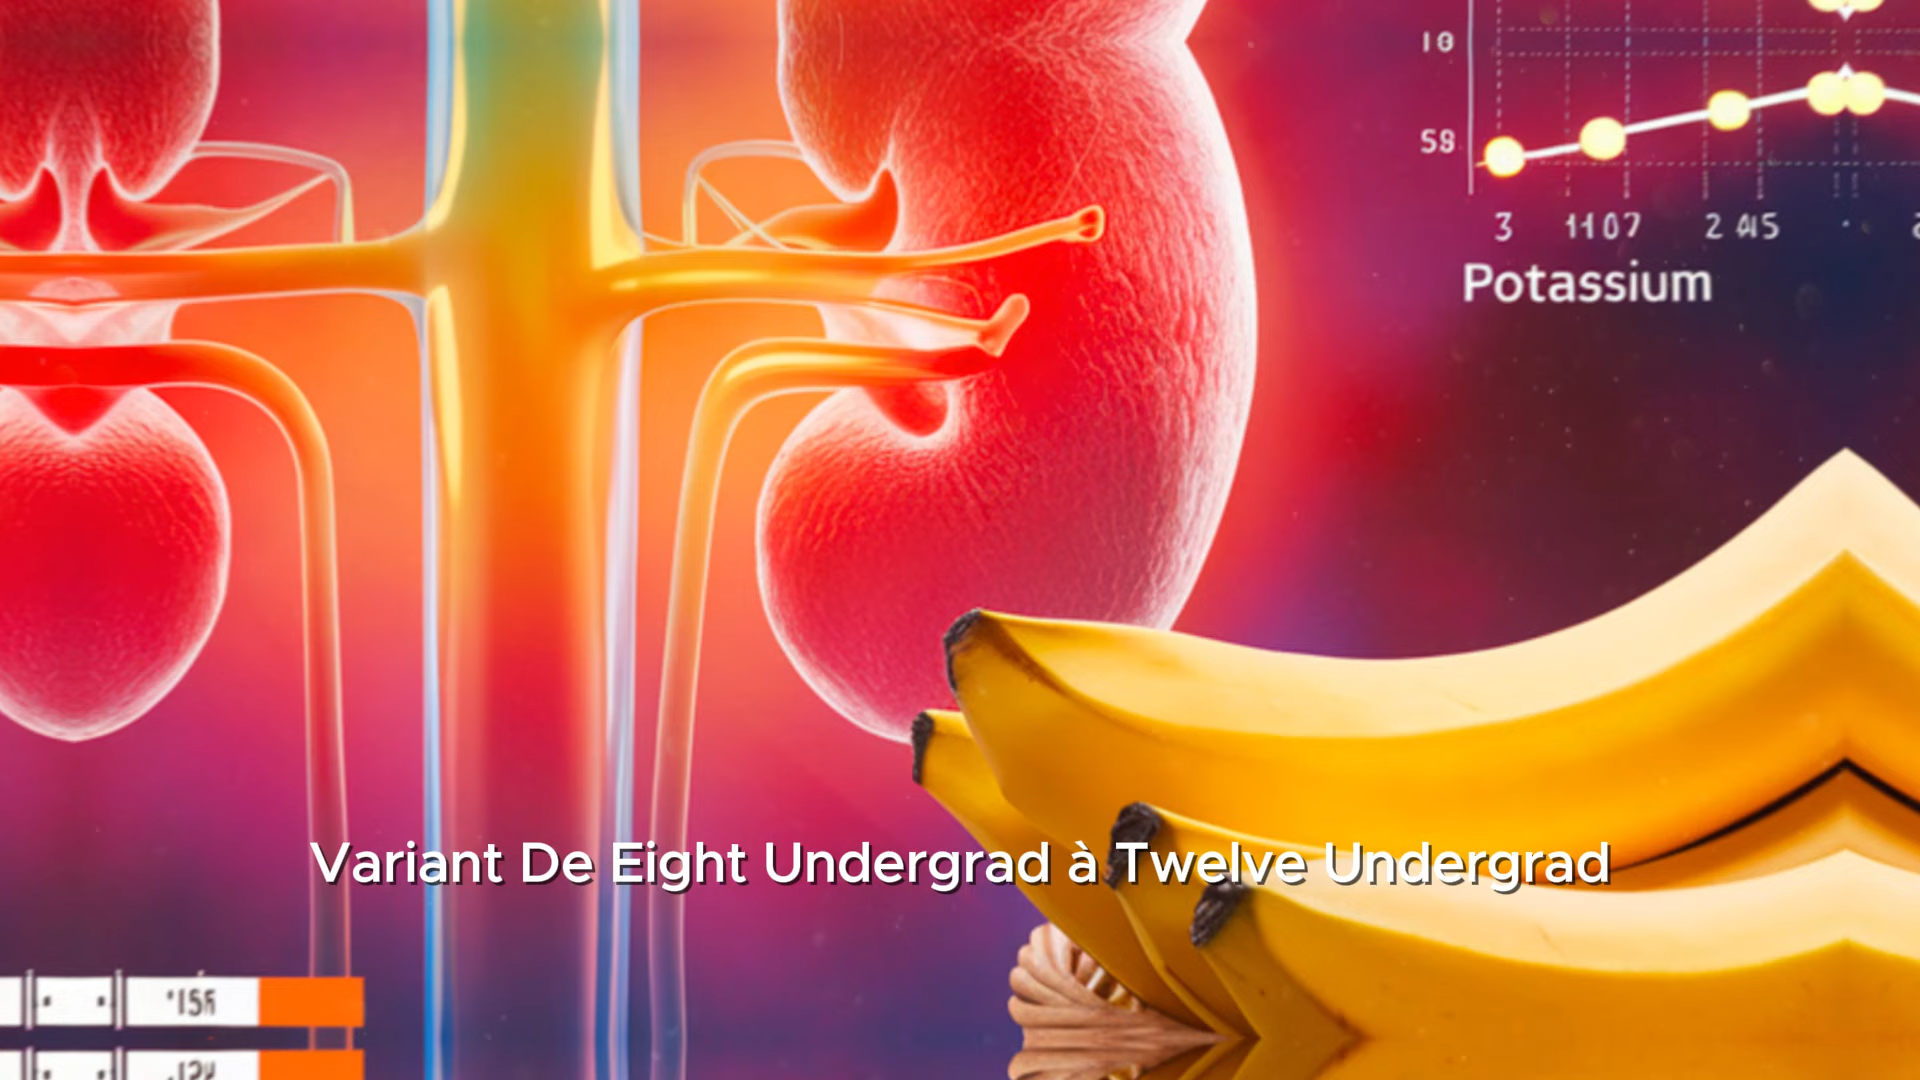 10
58
3 1107 2 415
Potassium
Variant De Eight Undergrad à Twelve Undergrad